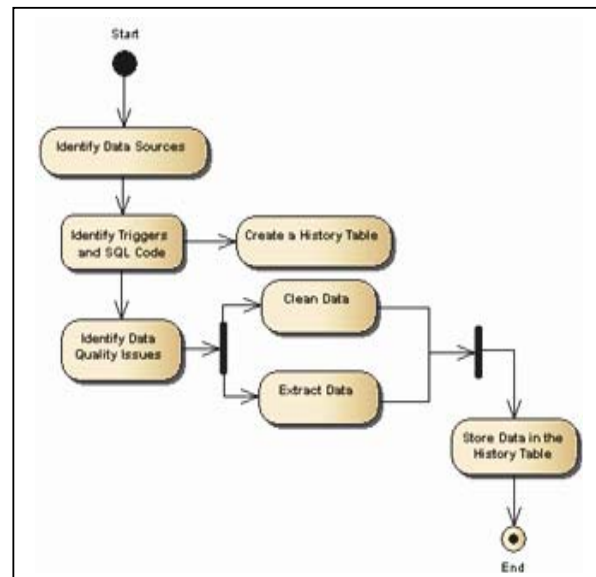 Start
Identify Data Sources
Identify Triggers
and SQL Code
Create a History Table
Identify Data
Quality Issues
Clean Data
Extract Data
Store Data in the
History Table
End